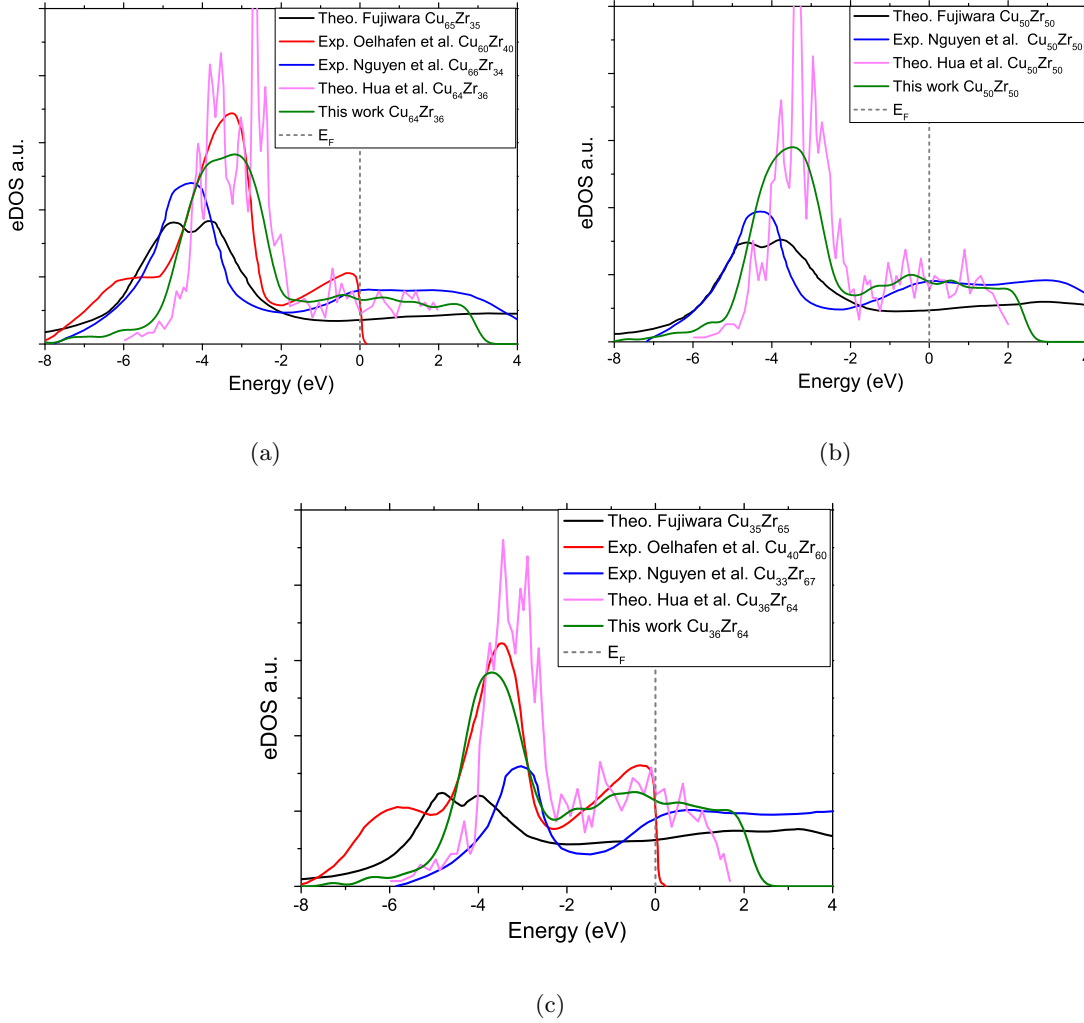 Theo. Fujiwara Cu65Zr35
Exp. Oelhafen et al. Cu60Zr40
Exp. Nguyen et al. Cu66Zr34
Theo. Hua et al. Cu64Zr36
This work Cu64Zr36
EF
eDOS a.u.
-8 -6 -4 -2 0 2 4
Energy (eV)
(a)
Theo. Fujiwara Cu50Zr50
Exp. Nguyen et al. Cu50Zr50
Theo. Hua et al. Cu50Zr50
This work Cu50Zr50
EF
eDOS a.u.
-8 -6 -4 -2 0 2 4
Energy (eV)
(b)
Theo. Fujiwara Cu35Zr65
Exp. Oelhafen et al. Cu40Zr60
Exp. Nguyen et al. Cu33Zr67
Theo. Hua et al. Cu36Zr64
This work Cu36Zr64
EF
eDOS a.u.
-8 -6 -4 -2 0 2 4
Energy (eV)
(c)